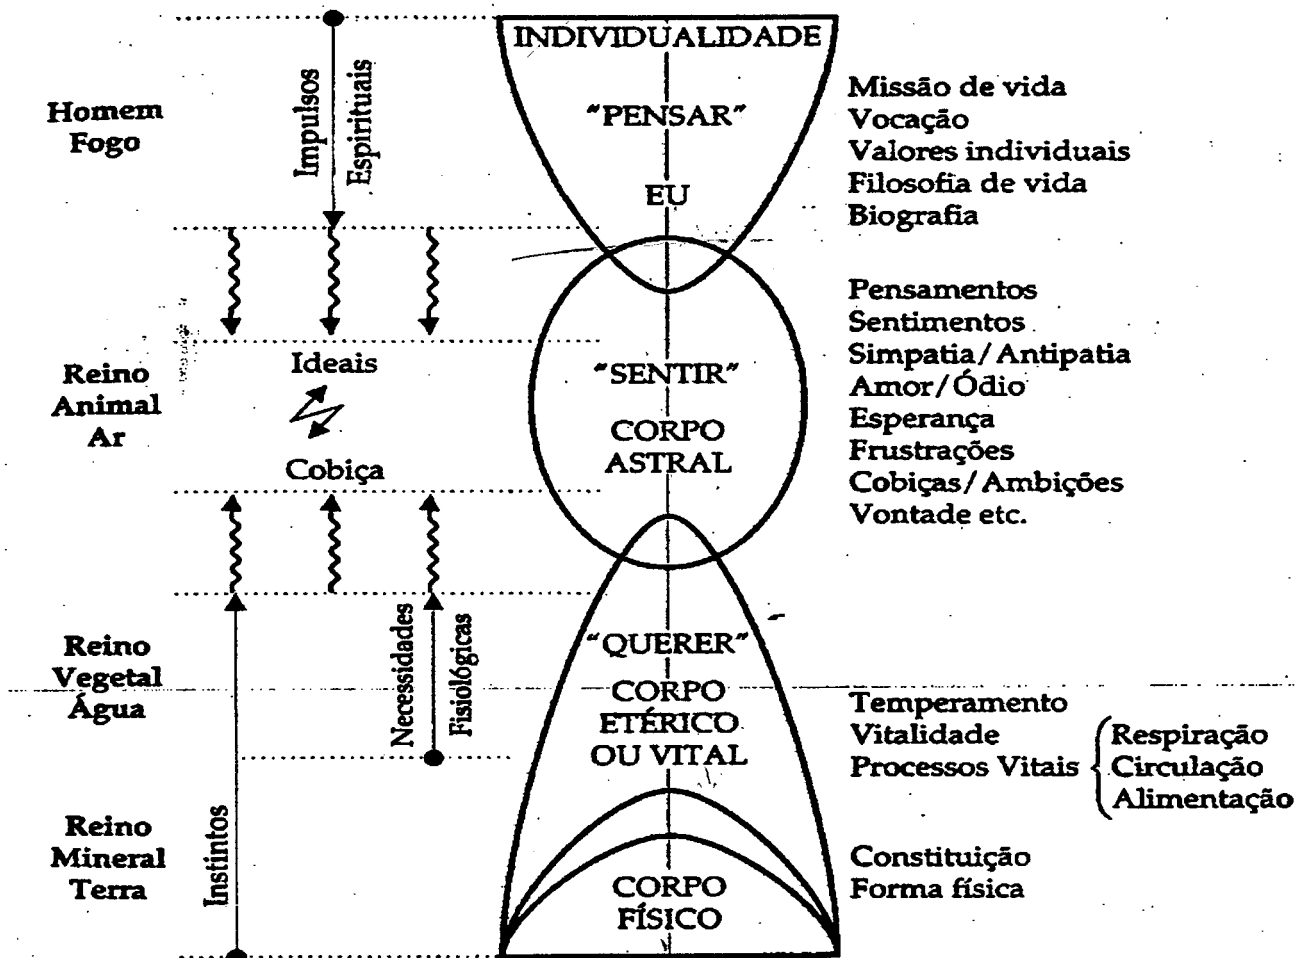 INDIVIDUALIDADE
Homem
Fogo
Impulsos
Espirituais
"PENSAR"
EU
Missão de vida
Vocação
Valores individuais
Filosofia de vida
Biografia
Reino
Animal
Ar
Ideais
Cobiça
"SENTIR"
CORPO
ASTRAL
Pensamentos
Sentimentos
Simpatia/Antipatia
Amor/Ódio
Esperança
Frustrações
Cobiças/Ambições
Vontade etc.
Reino
Vegetal
Água
Necessidades
Fisiológicas
"QUERER"
CORPO
ETÉRICO
OU VITAL
Temperamento
Vitalidade
Processos Vitais
Respiração
Circulação
Alimentação
Reino
Mineral
Terra
Instintos
CORPO
FÍSICO
Constituição
Forma física